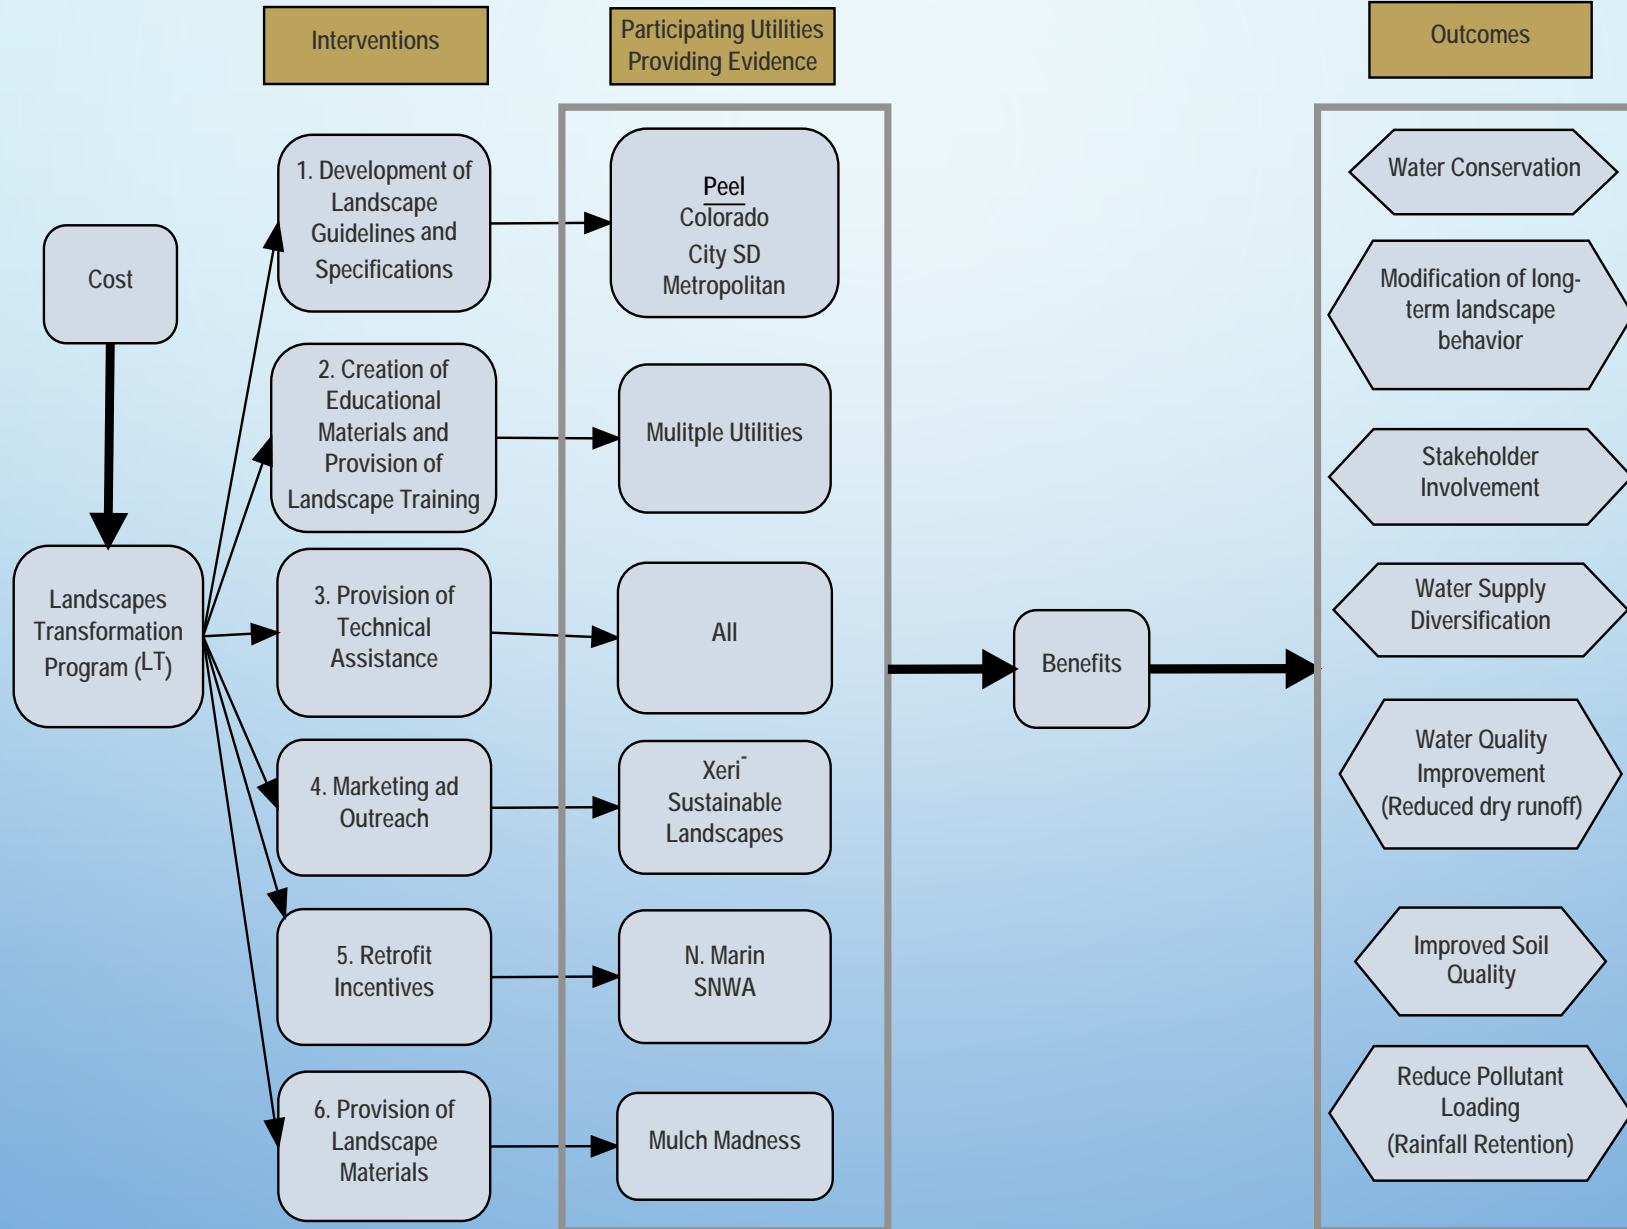 Interventions
Participating Utilities
Providing Evidence
Outcomes
Cost
Landscapes
Transformation
Program (LT)
1. Development of
Landscape
Guidelines and
Specifications
2. Creation of
Educational
Materials and
Provision of
Landscape Training
3. Provision of
Technical
Assistance
4. Marketing ad
Outreach
5. Retrofit
Incentives
6. Provision of
Landscape
Materials
Peel
Colorado
City SD
Metropolitan
Mulitple Utilities
All
Xeri-
Sustainable
Landscapes
N. Marin
SNWA
Mulch Madness
Benefits
Water Conservation
Modification of long-
term landscape
behavior
Stakeholder
Involvement
Water Supply
Diversification
Water Quality
Improvement
(Reduced dry runoff)
Improved Soil
Quality
Reduce Pollutant
Loading
(Rainfall Retention)